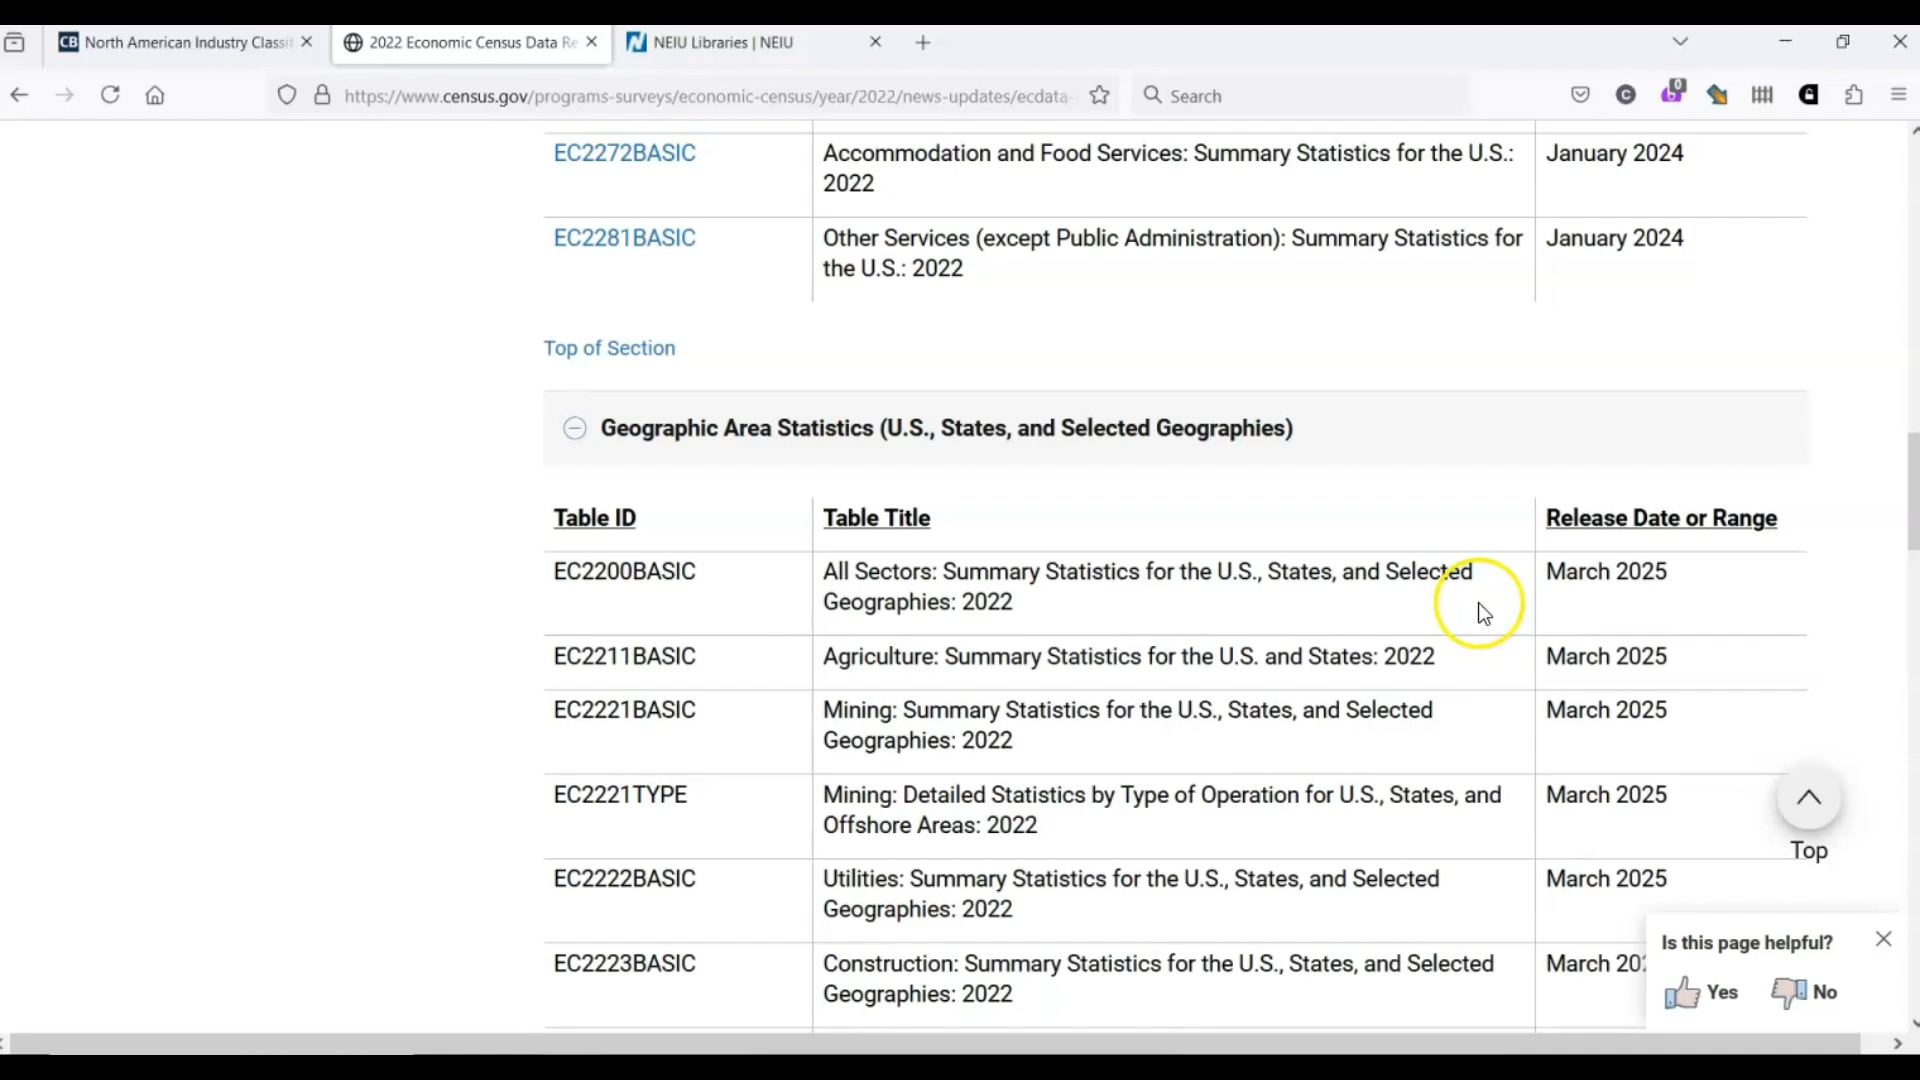 CB North American Industry Classi
2022 Economic Census Data Re
NEIU Libraries | NEIU
https://www.census.gov/programs-surveys/economic-census/year/2022/news-updates/ecdata-
Search
0
EC2272BASIC
Accommodation and Food Services: Summary Statistics for the U.S.:
2022
January 2024
EC2281BASIC
Other Services (except Public Administration): Summary Statistics for
the U.S.: 2022
January 2024
Top of Section
Geographic Area Statistics (U.S., States, and Selected Geographies)
Table ID
Table Title
Release Date or Range
EC2200BASIC
All Sectors: Summary Statistics for the U.S., States, and Selected
Geographies: 2022
March 2025
EC2211BASIC
Agriculture: Summary Statistics for the U.S. and States: 2022
March 2025
EC2221BASIC
Mining: Summary Statistics for the U.S., States, and Selected
Geographies: 2022
March 2025
EC2221TYPE
Mining: Detailed Statistics by Type of Operation for U.S., States, and
Offshore Areas: 2022
March 2025
EC2222BASIC
Utilities: Summary Statistics for the U.S., States, and Selected
Geographies: 2022
March 2025
EC2223BASIC
Construction: Summary Statistics for the U.S., States, and Selected
Geographies: 2022
March 20
Top
Is this page helpful?
Yes
No